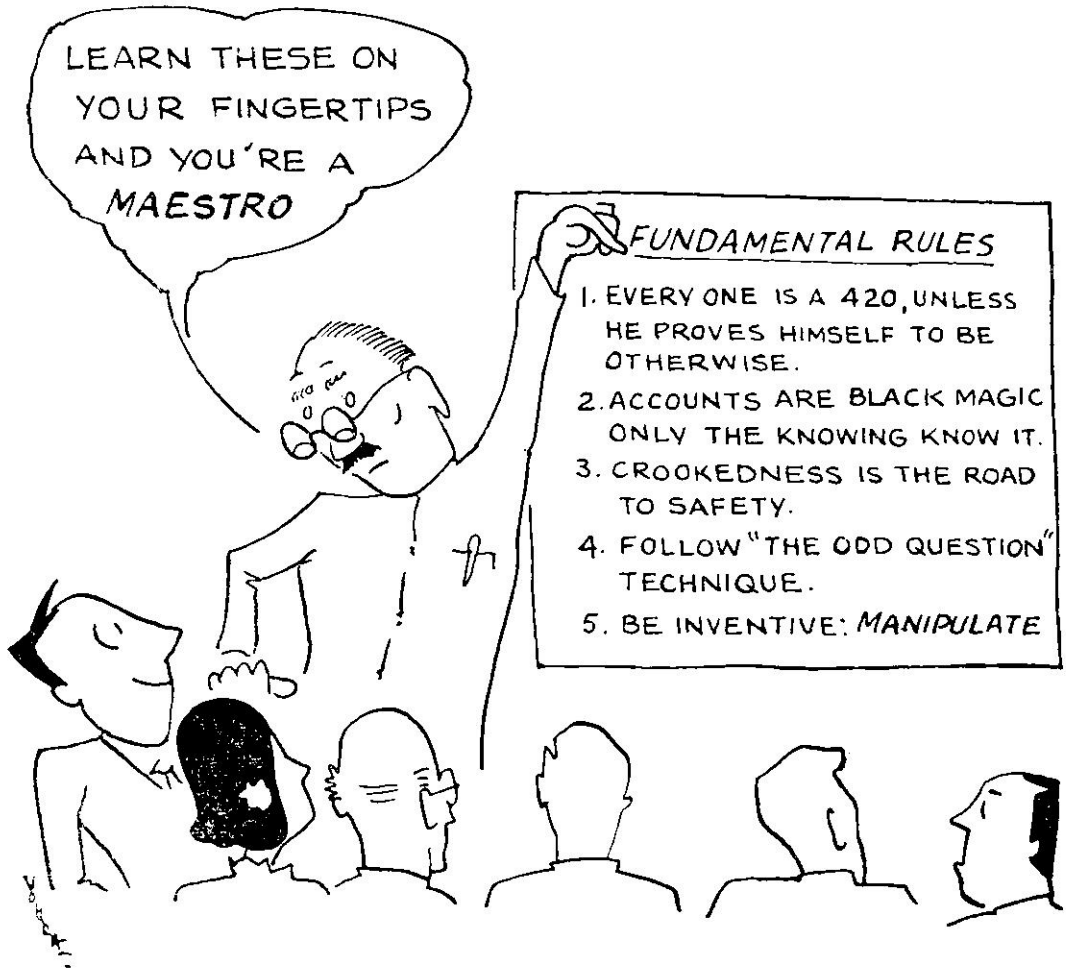 LEARN THESE ON
YOUR FINGERTIPS
AND YOU'RE A
MAESTRO
FUNDAMENTAL RULES
1. EVERY ONE IS A 420, UNLESS
HE PROVES HIMSELF TO BE
OTHERWISE.
2. ACCOUNTS ARE BLACK MAGIC
ONLY THE KNOWING KNOW IT.
3. CROOKEDNESS IS THE ROAD
TO SAFETY.
4. FOLLOW "THE ODD QUESTION"
TECHNIQUE.
5. BE INVENTIVE: MANIPULATE